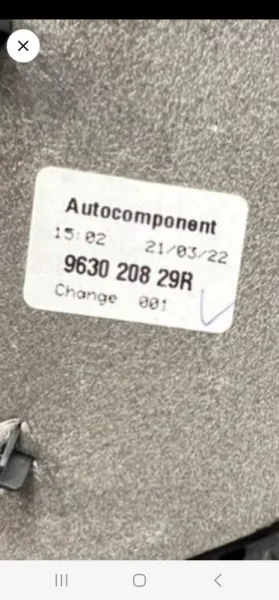 Autocomponent
15:02 21/03/22
9630 208 29R
Change 001